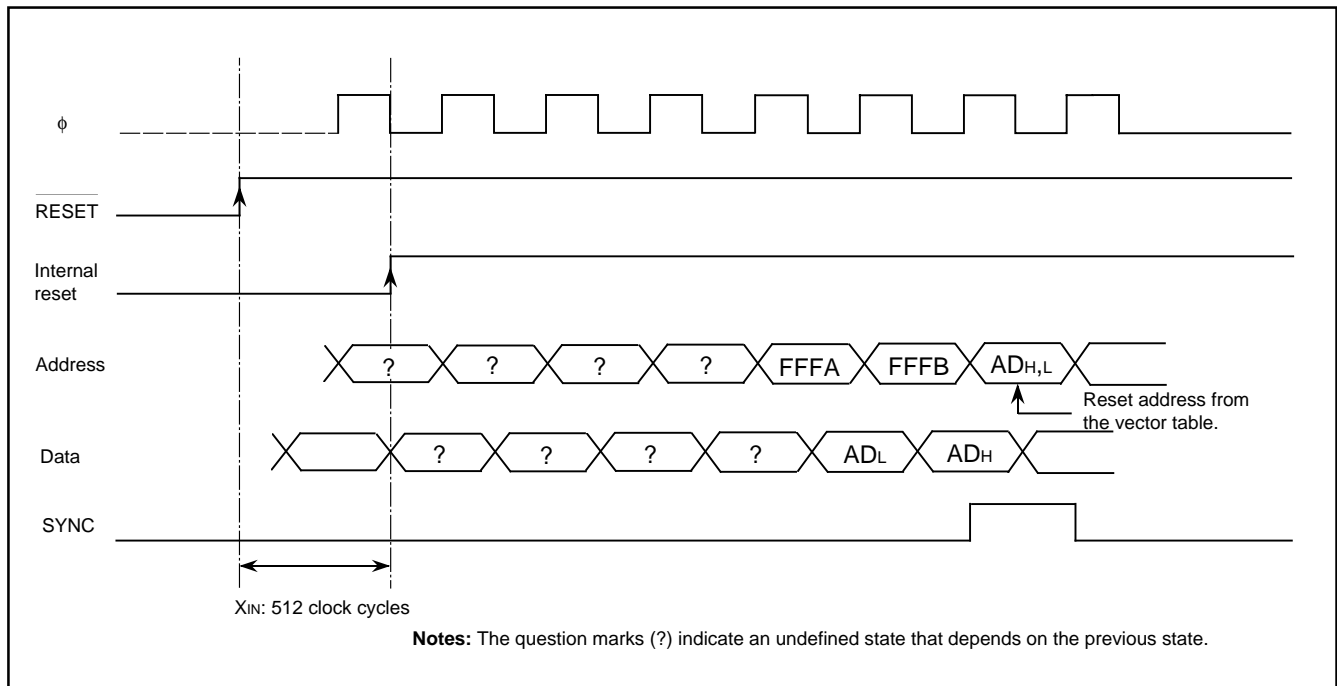 ϕ
RESET
Internal
reset
Address
? ? ? ? FFFA FFFB ADH,L
Reset address from
the vector table.
Data
? ? ? ? ADL ADH
SYNC
XIN: 512 clock cycles
Notes: The question marks (?) indicate an undefined state that depends on the previous state.